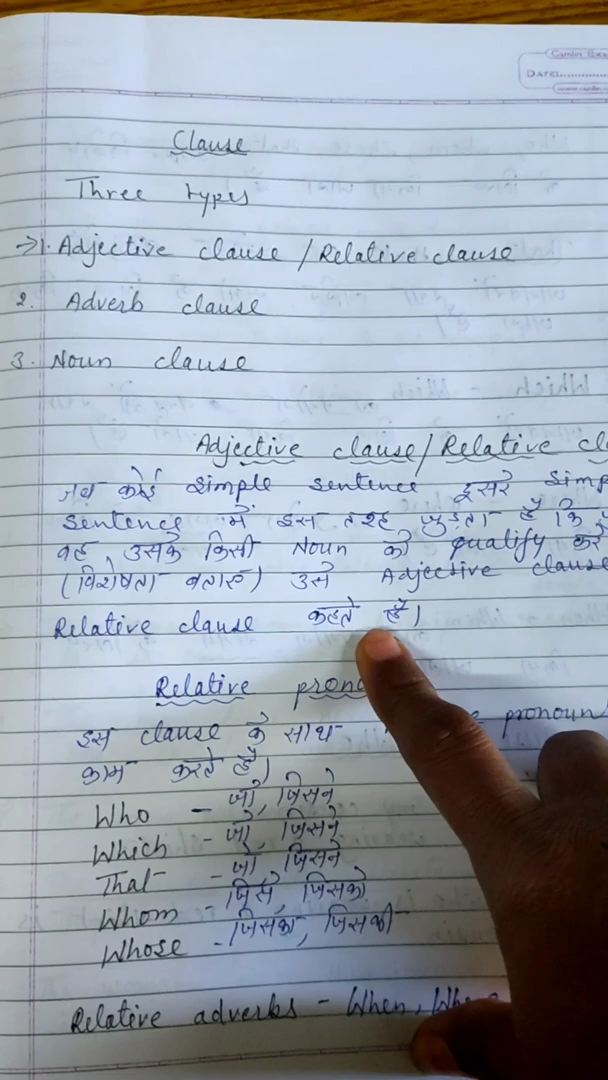 DATE:
Clause
Three types
→1. Adjective clause / Relative clause
2. Adverb clause
3. Noun clause
Adjective clause / Relative
जब कोई simple sentence दूसरे
sentence में इस तरह जुड़ता है कि
वह उसके किसी Noun को qualify करे
(विशेषता बताए) उसे Adjective clause
Relative clause कहते हैं।
Relative
इस clause के साथ pronoun
काम करते हैं।
Who - जो, जिसने
Which - जो, जिसने
That - जो, जिसने
Whom - जिसे, जिसको
Whose - जिसका, जिसकी
Relative adverbs - When,